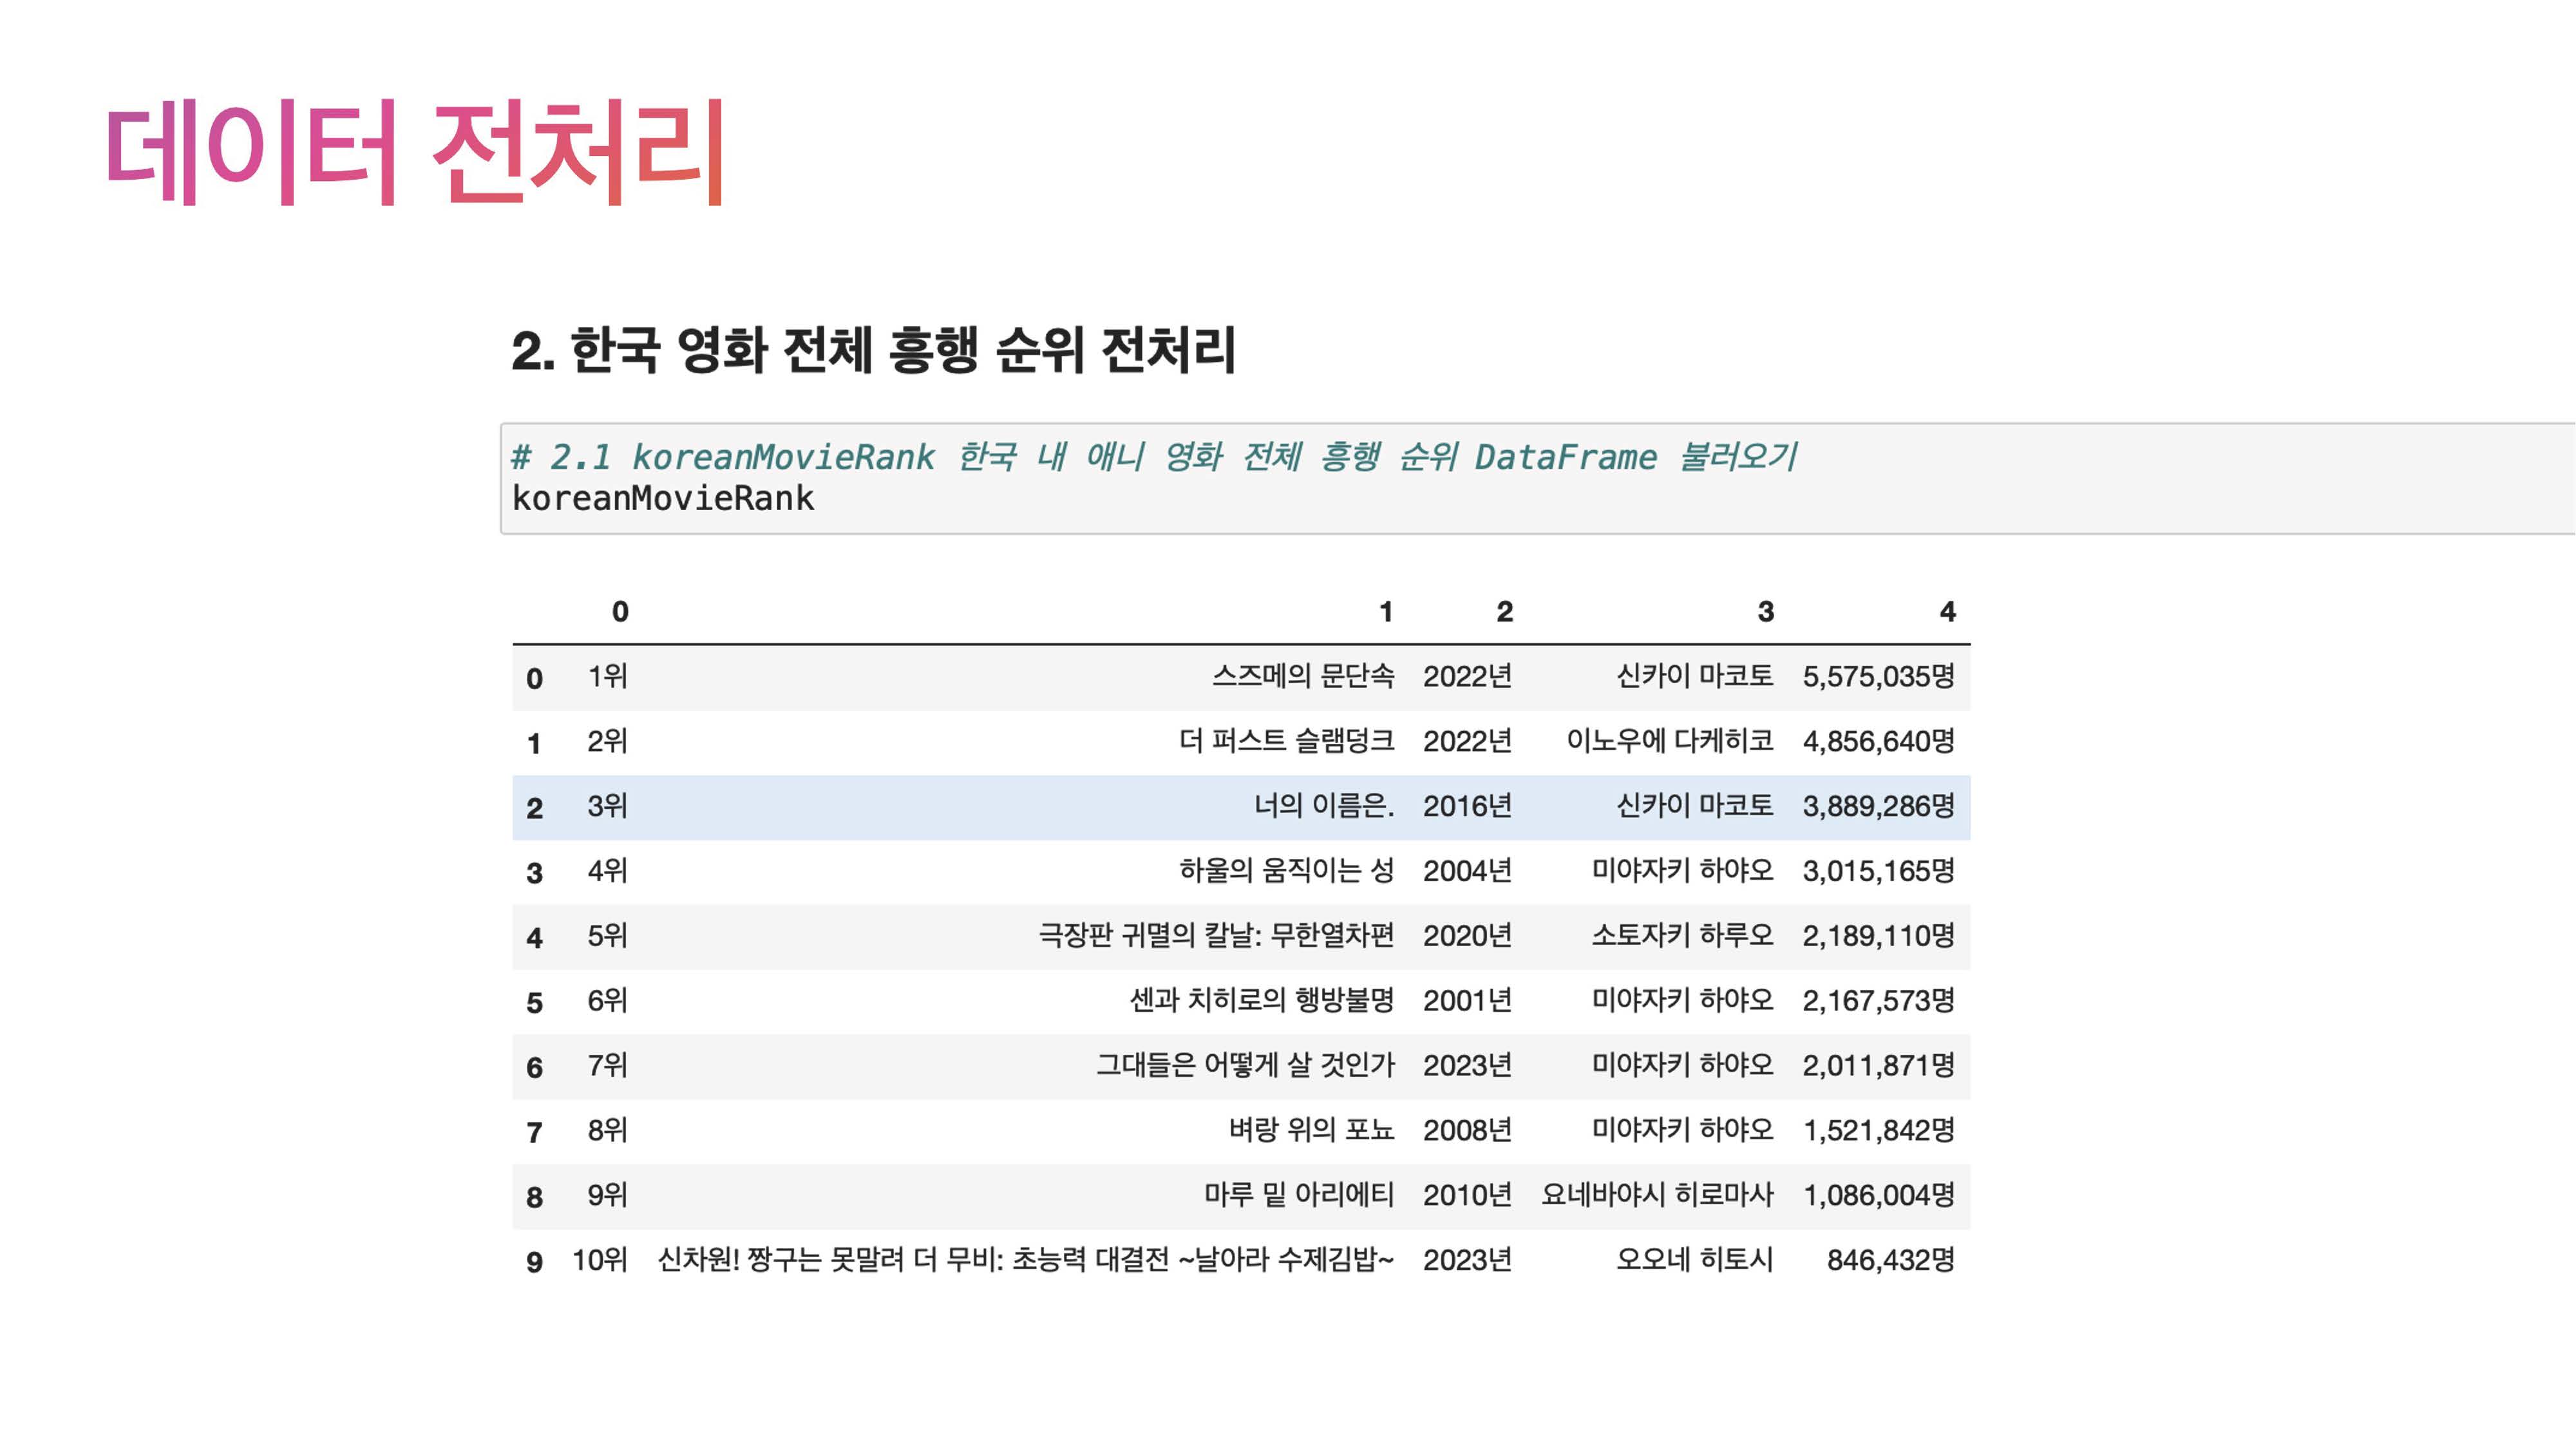 데이터 전처리
2. 한국 영화 전체 흥행 순위 전처리
# 2.1 koreanMovieRank 한국 내 애니 영화 전체 흥행 순위 DataFrame 불러오기
koreanMovieRank
0 1 2 3 4
0 1위 스즈메의 문단속 2022년 신카이 마코토 5,575,035명
1 2위 더 퍼스트 슬램덩크 2022년 이노우에 다케히코 4,856,640명
2 3위 너의 이름은. 2016년 신카이 마코토 3,889,286명
3 4위 하울의 움직이는 성 2004년 미야자키 하야오 3,015,165명
4 5위 극장판 귀멸의 칼날: 무한열차편 2020년 소토자키 하루오 2,189,110명
5 6위 센과 치히로의 행방불명 2001년 미야자키 하야오 2,167,573명
6 7위 그대들은 어떻게 살 것인가 2023년 미야자키 하야오 2,011,871명
7 8위 벼랑 위의 포뇨 2008년 미야자키 하야오 1,521,842명
8 9위 마루 밑 아리에티 2010년 요네바야시 히로마사 1,086,004명
9 10위 신차원! 짱구는 못말려 더 무비: 초능력 대결전 ~날아라 수제김밥~ 2023년 오오네 히토시 846,432명